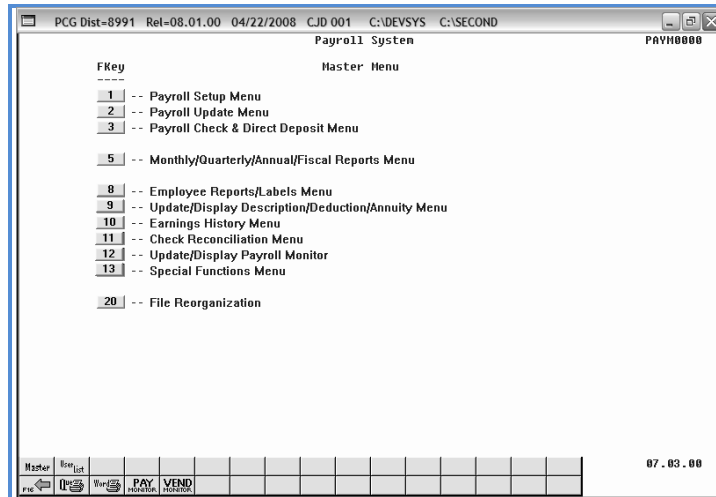 PCG Dist=8991 Rel=08.01.00 04/22/2008 CJD 001 C:\DEVSYS C:\SECOND
Payroll System PAYM0000
FKey Master Menu
----
1 -- Payroll Setup Menu
2 -- Payroll Update Menu
3 -- Payroll Check & Direct Deposit Menu
5 -- Monthly/Quarterly/Annual/Fiscal Reports Menu
8 -- Employee Reports/Labels Menu
9 -- Update/Display Description/Deduction/Annuity Menu
10 -- Earnings History Menu
11 -- Check Reconciliation Menu
12 -- Update/Display Payroll Monitor
13 -- Special Functions Menu
20 -- File Reorganization
Master User List 07.03.00
F16 Word PAY MONITOR VEND MONITOR